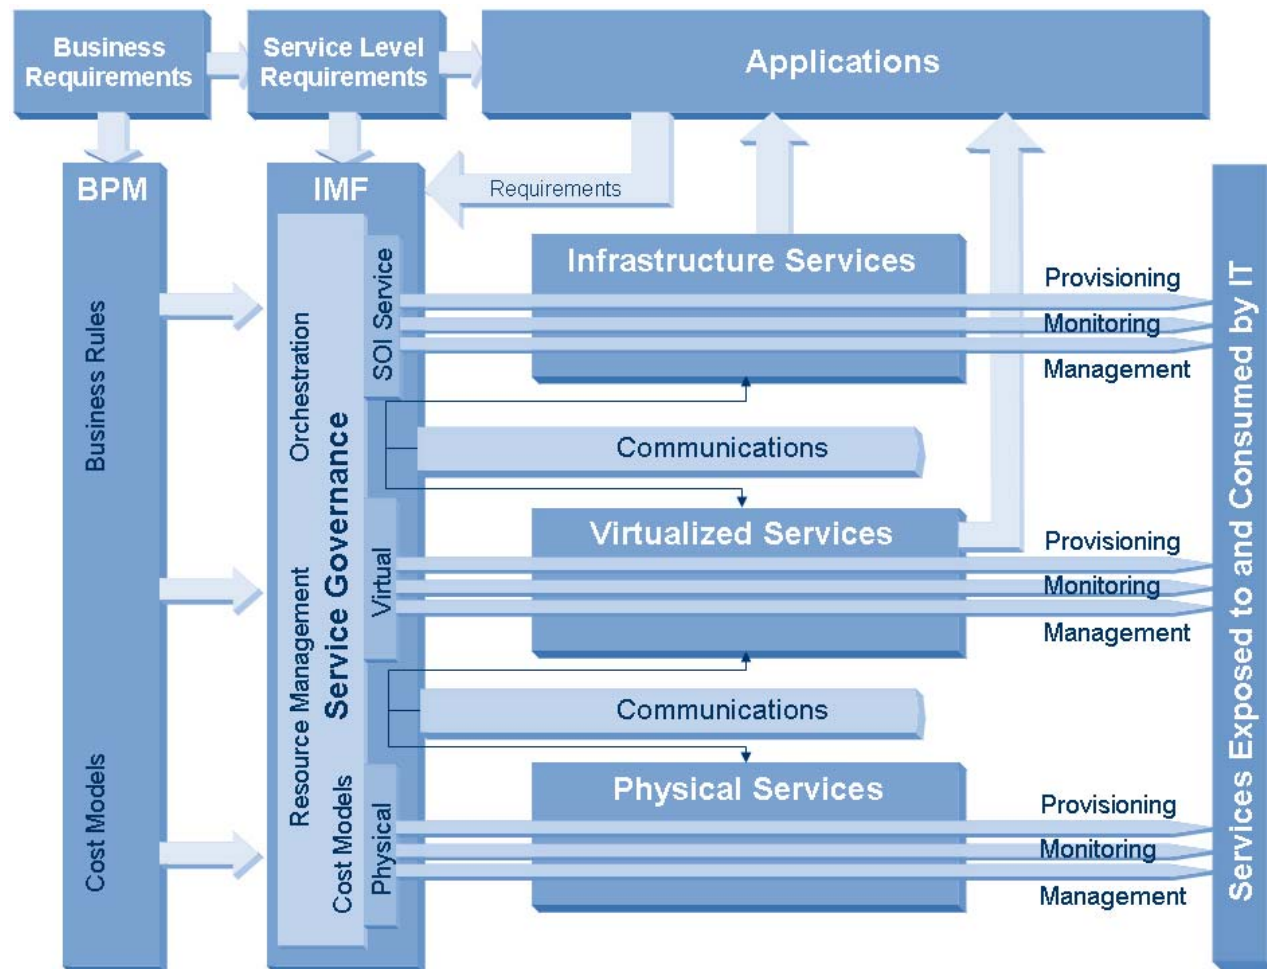 Business
Requirements
Service Level
Requirements
Applications
BPM
IMF
Requirements
Business Rules
Cost Models
Orchestration
Resource Management
Service Governance
Cost Models
SOI Service
Virtual
Physical
Infrastructure Services
Provisioning
Monitoring
Management
Communications
Virtualized Services
Provisioning
Monitoring
Management
Communications
Physical Services
Provisioning
Monitoring
Management
Services Exposed to and Consumed by IT